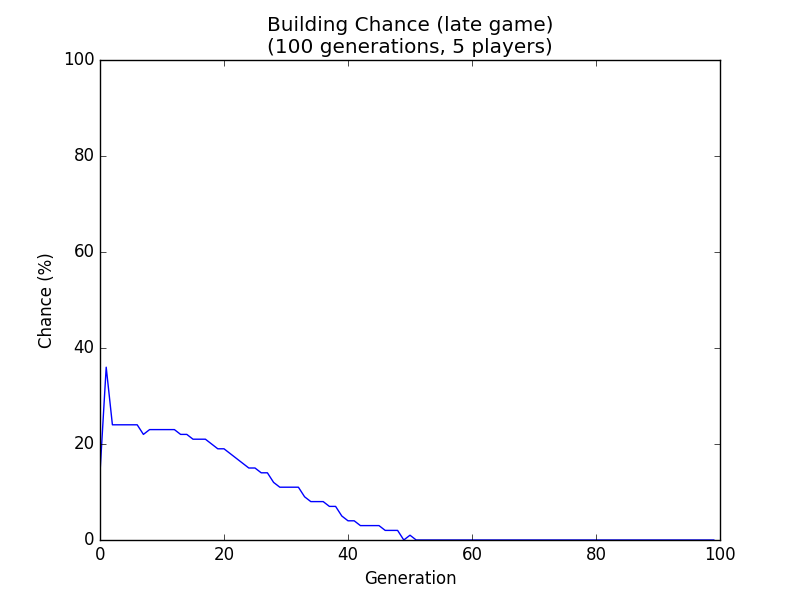 Building Chance (late game)
(100 generations, 5 players)
100
80
60
40
20
0
Chance (%)
0 20 40 60 80 100
Generation